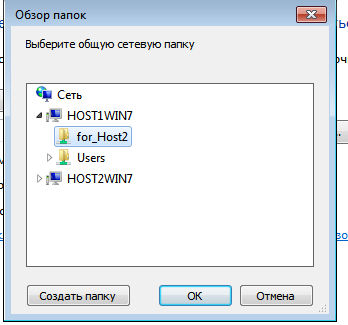 Обзор папок
Выберите общую сетевую папку
Сеть
HOST1WIN7
for_Host2
Users
HOST2WIN7
Создать папку
OK
Отмена